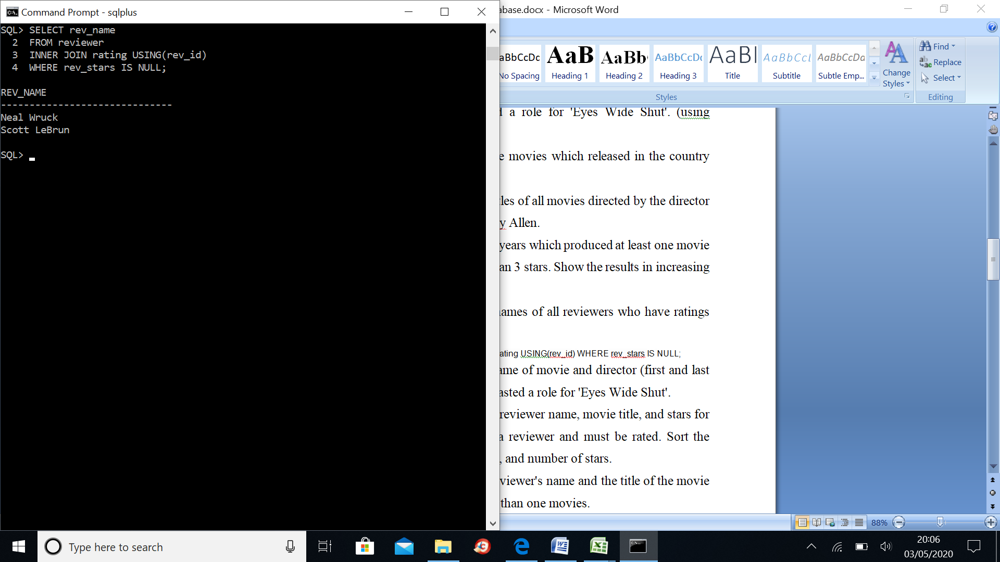 Command Prompt - sqlplus
SQL> SELECT rev_name
2 FROM reviewer
3 INNER JOIN rating USING(rev_id)
4 WHERE rev_stars IS NULL;
REV_NAME
------------------------------
Neal Wruck
Scott LeBrun
SQL>
abase.docx - Microsoft Word
aBbCcDc AaB AaBb( AaBbCcDc AaBl AaBbCcL AaBbCcDa
No Spacing Heading 1 Heading 2 Heading 3 Title Subtitle Subtle Emp...
Change
Styles
Find
Replace
Select
Styles Editing
d a role for 'Eyes Wide Shut'. (using
e movies which released in the country
tles of all movies directed by the director
y Allen.
years which produced at least one movie
an 3 stars. Show the results in increasing
names of all reviewers who have ratings
ating USING(rev_id) WHERE rev_stars IS NULL;
ame of movie and director (first and last
asted a role for 'Eyes Wide Shut'.
reviewer name, movie title, and stars for
a reviewer and must be rated. Sort the
, and number of stars.
viewer's name and the title of the movie
than one movies.
88%
Type here to search
20:06
03/05/2020